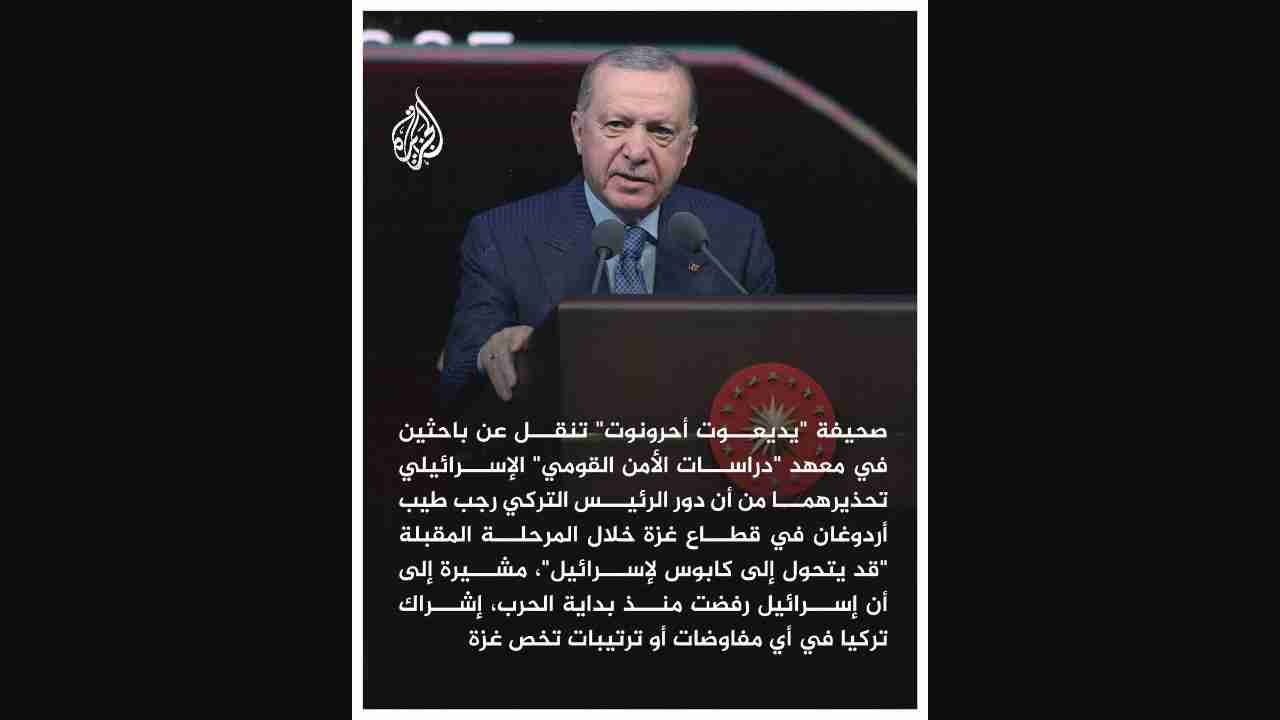 الجزيرة
صحيفة "يديعوت أحرونوت" تنقل عن باحثين
في معهد "دراسات الأمن القومي" الإسرائيلي
تحذيرهما من أن دور الرئيس التركي رجب طيب
أردوغان في قطاع غزة خلال المرحلة المقبلة
"قد يتحول إلى كابوس لإسرائيل"، مشيرة إلى
أن إسرائيل رفضت منذ بداية الحرب، إشراك
تركيا في أي مفاوضات أو ترتيبات تخص غزة